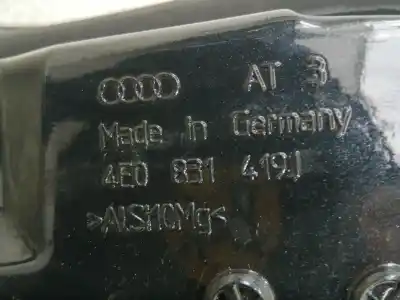 AT 3
Made in Germany
4E0 831 419J
>AlSi10Mg<